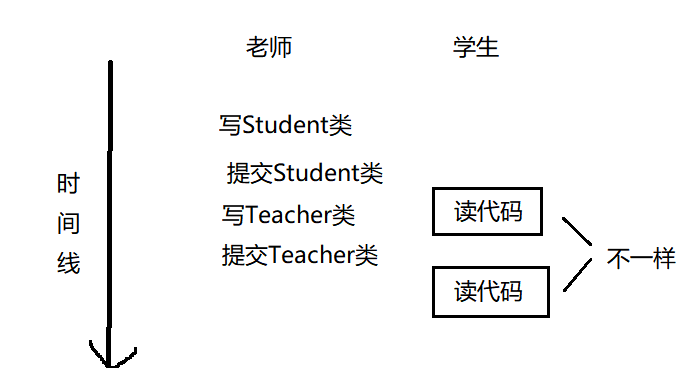 老师
学生
写Student类
提交Student类
写Teacher类
提交Teacher类
读代码
读代码
不一样
时间线